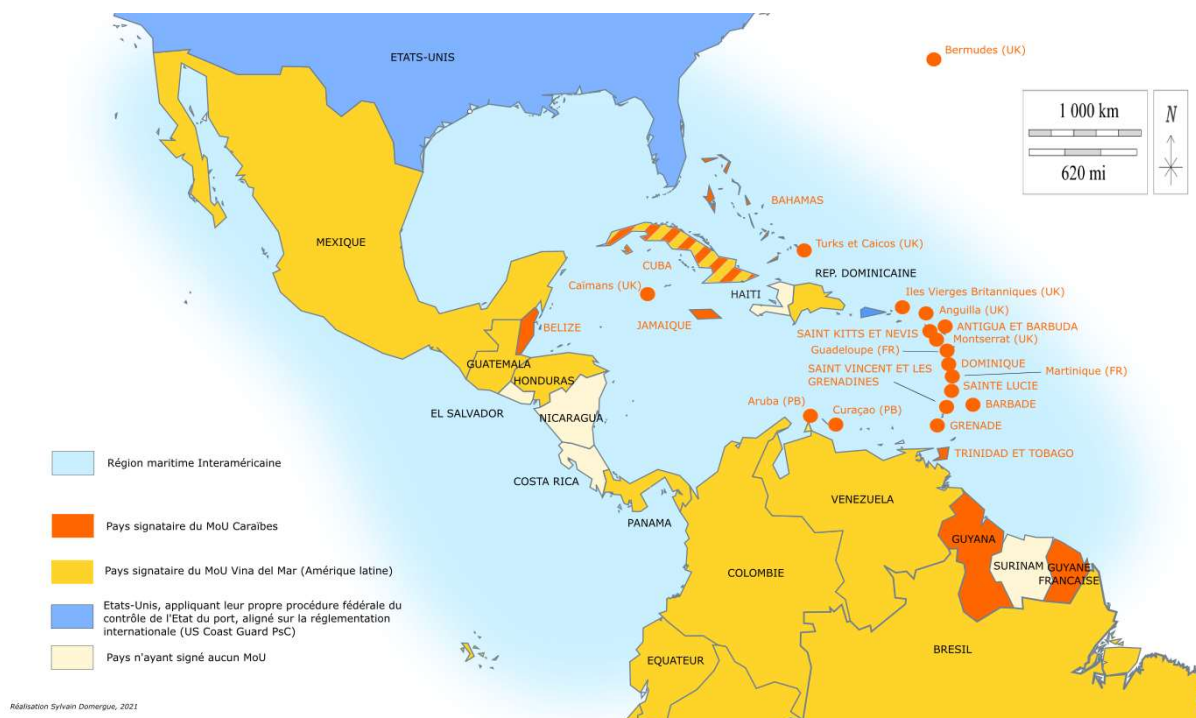 ETATS-UNIS
Bermudes (UK)
1 000 km
620 mi
N
MEXIQUE
BAHAMAS
Turks et Caicos (UK)
CUBA
REP. DOMINICAINE
Caïmans (UK)
HAITI
Iles Vierges Britanniques (UK)
Anguilla (UK)
BELIZE
JAMAIQUE
SAINT KITTS ET NEVIS
ANTIGUA ET BARBUDA
Montserrat (UK)
Guadeloupe (FR)
GUATEMALA
DOMINIQUE
SAINT VINCENT ET LES
GRENADINES
Martinique (FR)
HONDURAS
SAINTE LUCIE
EL SALVADOR
NICARAGUA
Aruba (PB)
Curaçao (PB)
BARBADE
GRENADE
TRINIDAD ET TOBAGO
COSTA RICA
PANAMA
VENEZUELA
GUYANA
SURINAM
GUYANE
FRANCAISE
COLOMBIE
EQUATEUR
BRESIL
Région maritime Interaméricaine
Pays signataire du MoU Caraïbes
Pays signataire du MoU Vina del Mar (Amérique latine)
Etats-Unis, appliquant leur propre procédure fédérale du
contrôle de l'Etat du port, aligné sur la réglementation
internationale (US Coast Guard PsC)
Pays n'ayant signé aucun MoU
Réalisation Sylvain Domergue, 2021